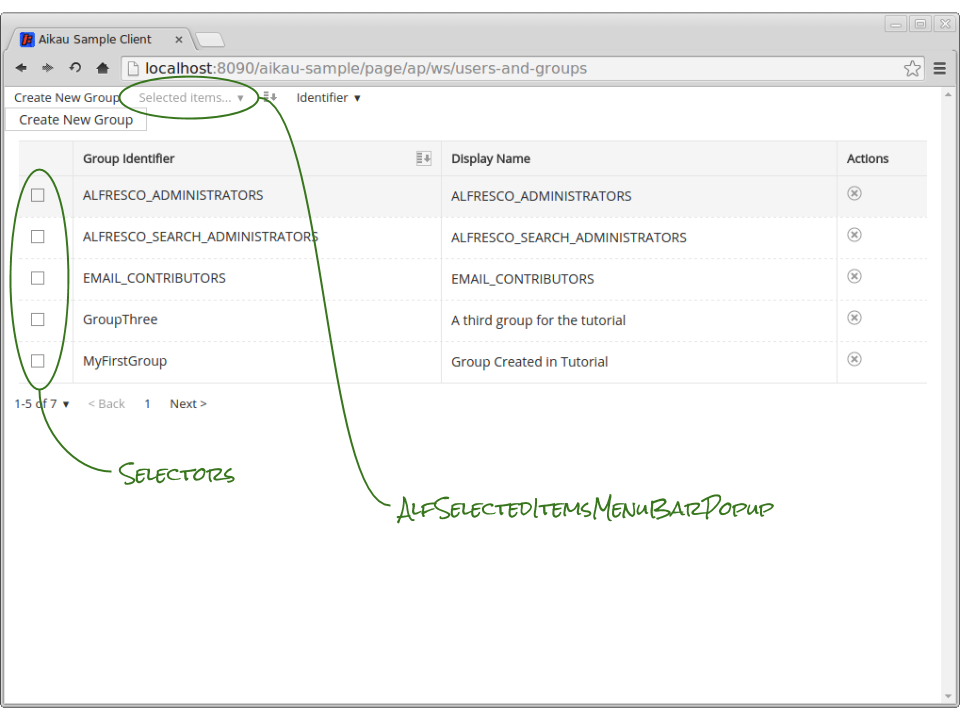 Aikau Sample Client
localhost:8090/aikau-sample/page/ap/ws/users-and-groups
Create New Group Selected items... Identifier
Create New Group
Group Identifier Display Name Actions
ALFRESCO_ADMINISTRATORS ALFRESCO_ADMINISTRATORS
ALFRESCO_SEARCH_ADMINISTRATORS ALFRESCO_SEARCH_ADMINISTRATORS
EMAIL_CONTRIBUTORS EMAIL_CONTRIBUTORS
GroupThree A third group for the tutorial
MyFirstGroup Group Created in Tutorial
1-5 of 7 < Back 1 Next >
Selectors
AlfSelectedItemsMenuBarPopup